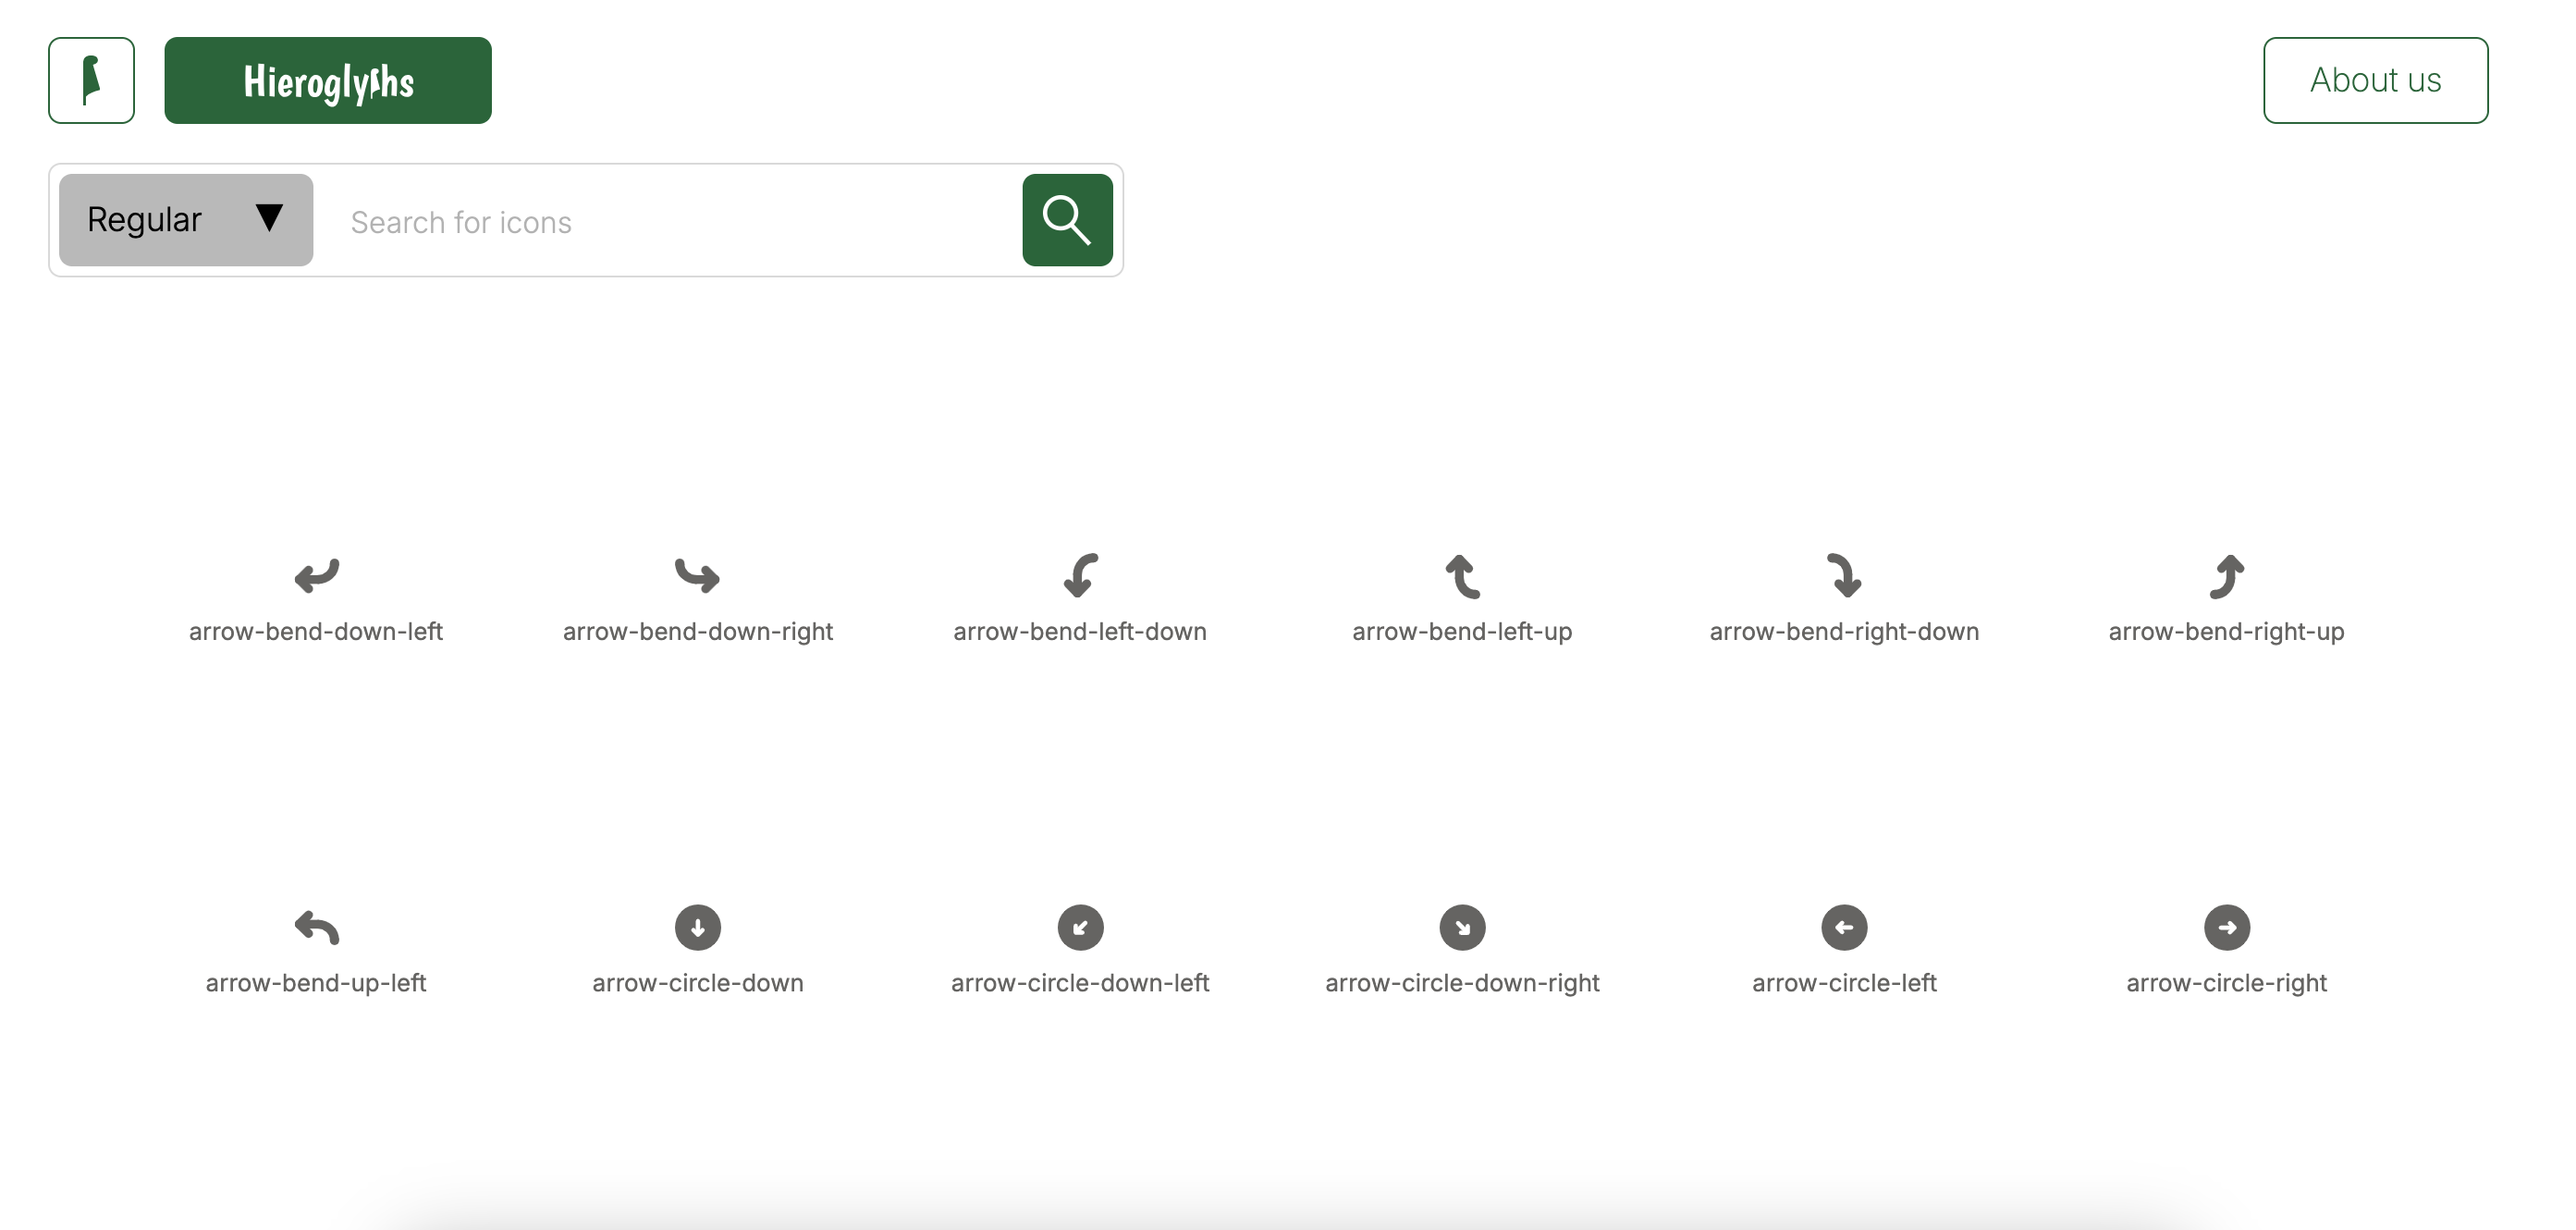 Hieroglyphs
About us
Regular
Search for icons
arrow-bend-down-left
arrow-bend-down-right
arrow-bend-left-down
arrow-bend-left-up
arrow-bend-right-down
arrow-bend-right-up
arrow-bend-up-left
arrow-circle-down
arrow-circle-down-left
arrow-circle-down-right
arrow-circle-left
arrow-circle-right